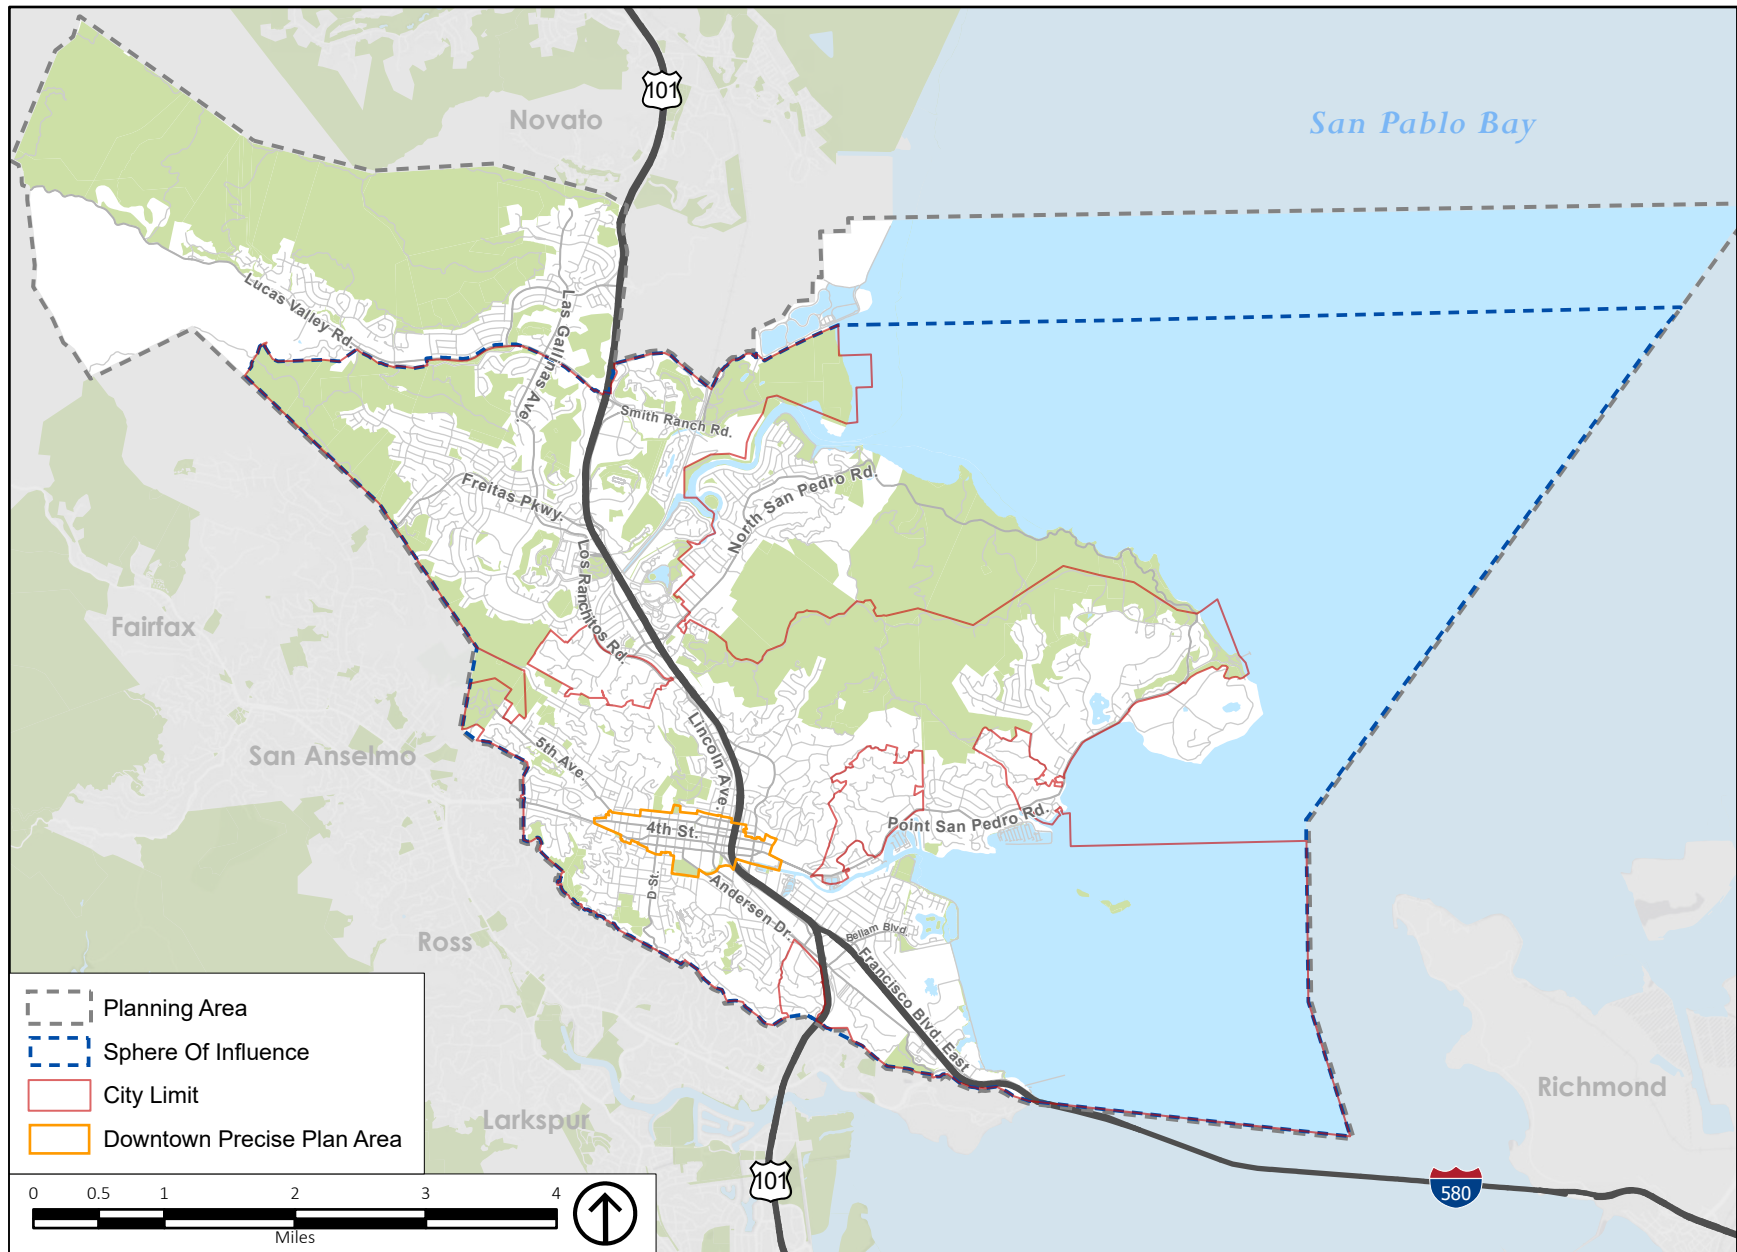 101
Novato
San Pablo Bay
Lucas Valley Rd.
Las Gallinas Ave.
Smith Ranch Rd.
Freitas Pkwy.
North San Pedro Rd.
Los Ranchitos Rd.
Fairfax
San Anselmo
5th Ave.
Lincoln Ave.
4th St.
Point San Pedro Rd.
D St.
Andersen Dr.
Bellam Blvd.
Francisco Blvd. East
Ross
Larkspur
Richmond
101
580
Planning Area
Sphere Of Influence
City Limit
Downtown Precise Plan Area
0 0.5 1 2 3 4
Miles